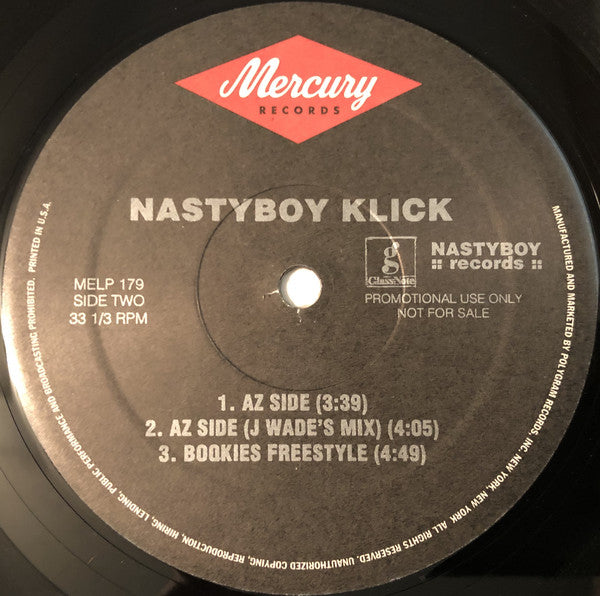 Mercury
RECORDS
NASTYBOY KLICK
MELP 179
SIDE TWO
33 1/3 RPM
g
GlassNote
NASTYBOY
:: records ::
PROMOTIONAL USE ONLY
NOT FOR SALE
1. AZ SIDE (3:39)
2. AZ SIDE (J WADE'S MIX) (4:05)
3. BOOKIES FREESTYLE (4:49)
MANUFACTURED AND MARKETED BY POLYGRAM RECORDS, INC. NEW YORK, NEW YORK. ALL RIGHTS RESERVED. UNAUTHORIZED COPYING, REPRODUCTION, HIRING, LENDING, PUBLIC PERFORMANCE AND BROADCASTING PROHIBITED. PRINTED IN U.S.A.